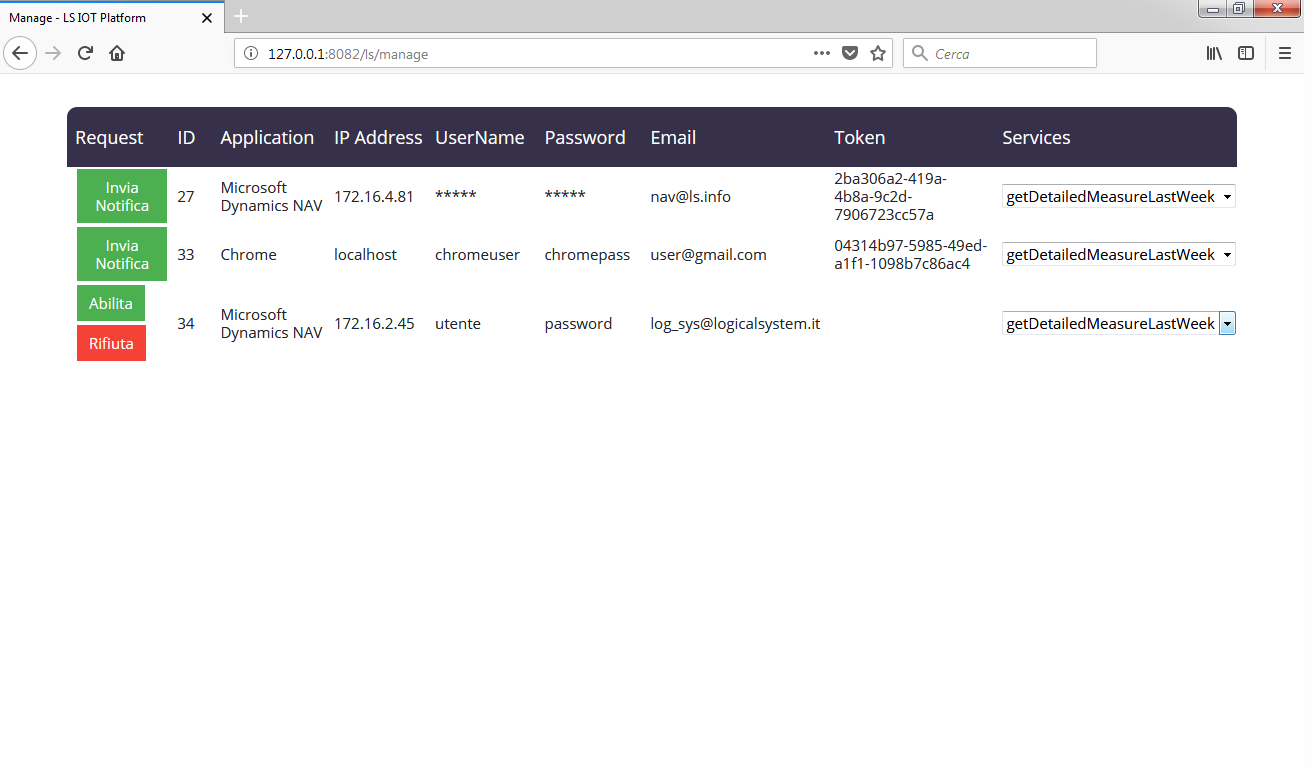 Manage - LS IOT Platform
127.0.0.1:8082/ls/manage
Cerca
Request ID Application IP Address UserName Password Email Token Services
Invia
Notifica
27
Microsoft
Dynamics NAV
172.16.4.81
*****
*****
nav@ls.info
2ba306a2-419a-
4b8a-9c2d-
7906723cc57a
getDetailedMeasureLastWeek
Invia
Notifica
33
Chrome
localhost
chromeuser
chromepass
user@gmail.com
04314b97-5985-49ed-
a1f1-1098b7c86ac4
getDetailedMeasureLastWeek
Abilita
Rifiuta
34
Microsoft
Dynamics NAV
172.16.2.45
utente
password
log_sys@logicalsystem.it
getDetailedMeasureLastWeek